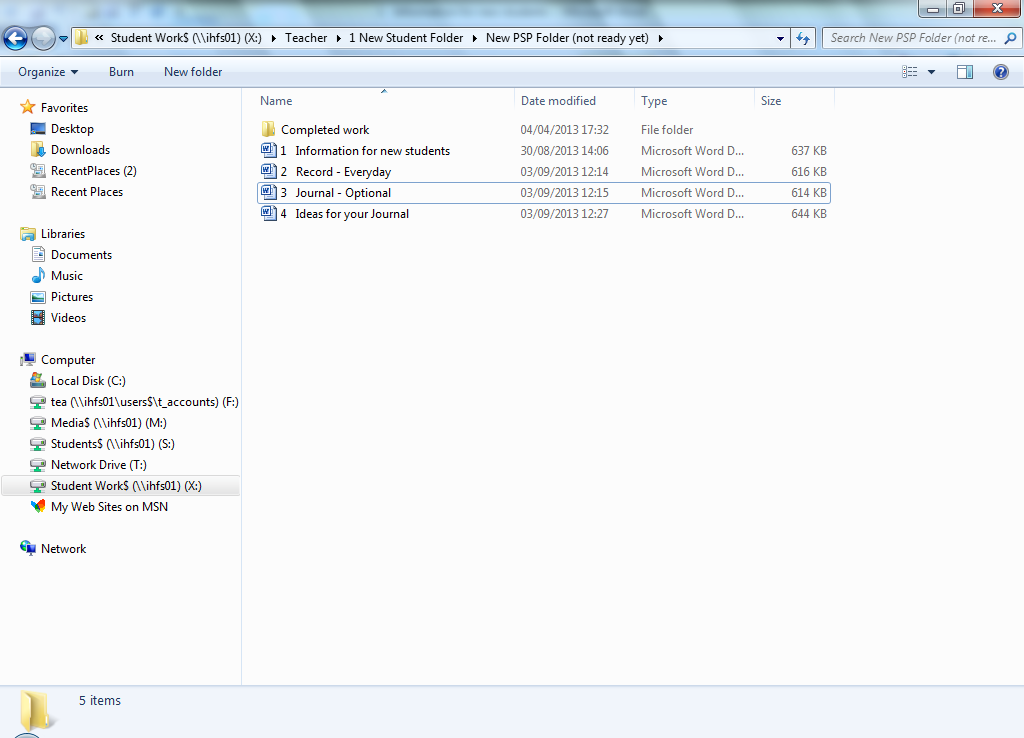 « Student Work$ (\\ihfs01) (X:) ▸ Teacher ▸ 1 New Student Folder ▸ New PSP Folder (not ready yet) ▸
Search New PSP Folder (not re...
Organize Burn New folder
Name Date modified Type Size
Completed work 04/04/2013 17:32 File folder
1 Information for new students 30/08/2013 14:06 Microsoft Word D... 637 KB
2 Record - Everyday 03/09/2013 12:14 Microsoft Word D... 616 KB
3 Journal - Optional 03/09/2013 12:15 Microsoft Word D... 614 KB
4 Ideas for your Journal 03/09/2013 12:27 Microsoft Word D... 644 KB
Favorites
Desktop
Downloads
RecentPlaces (2)
Recent Places
Libraries
Documents
Music
Pictures
Videos
Computer
Local Disk (C:)
tea (\\ihfs01\users$\t_accounts) (F:)
Media$ (\\ihfs01) (M:)
Students$ (\\ihfs01) (S:)
Network Drive (T:)
Student Work$ (\\ihfs01) (X:)
My Web Sites on MSN
Network
5 items